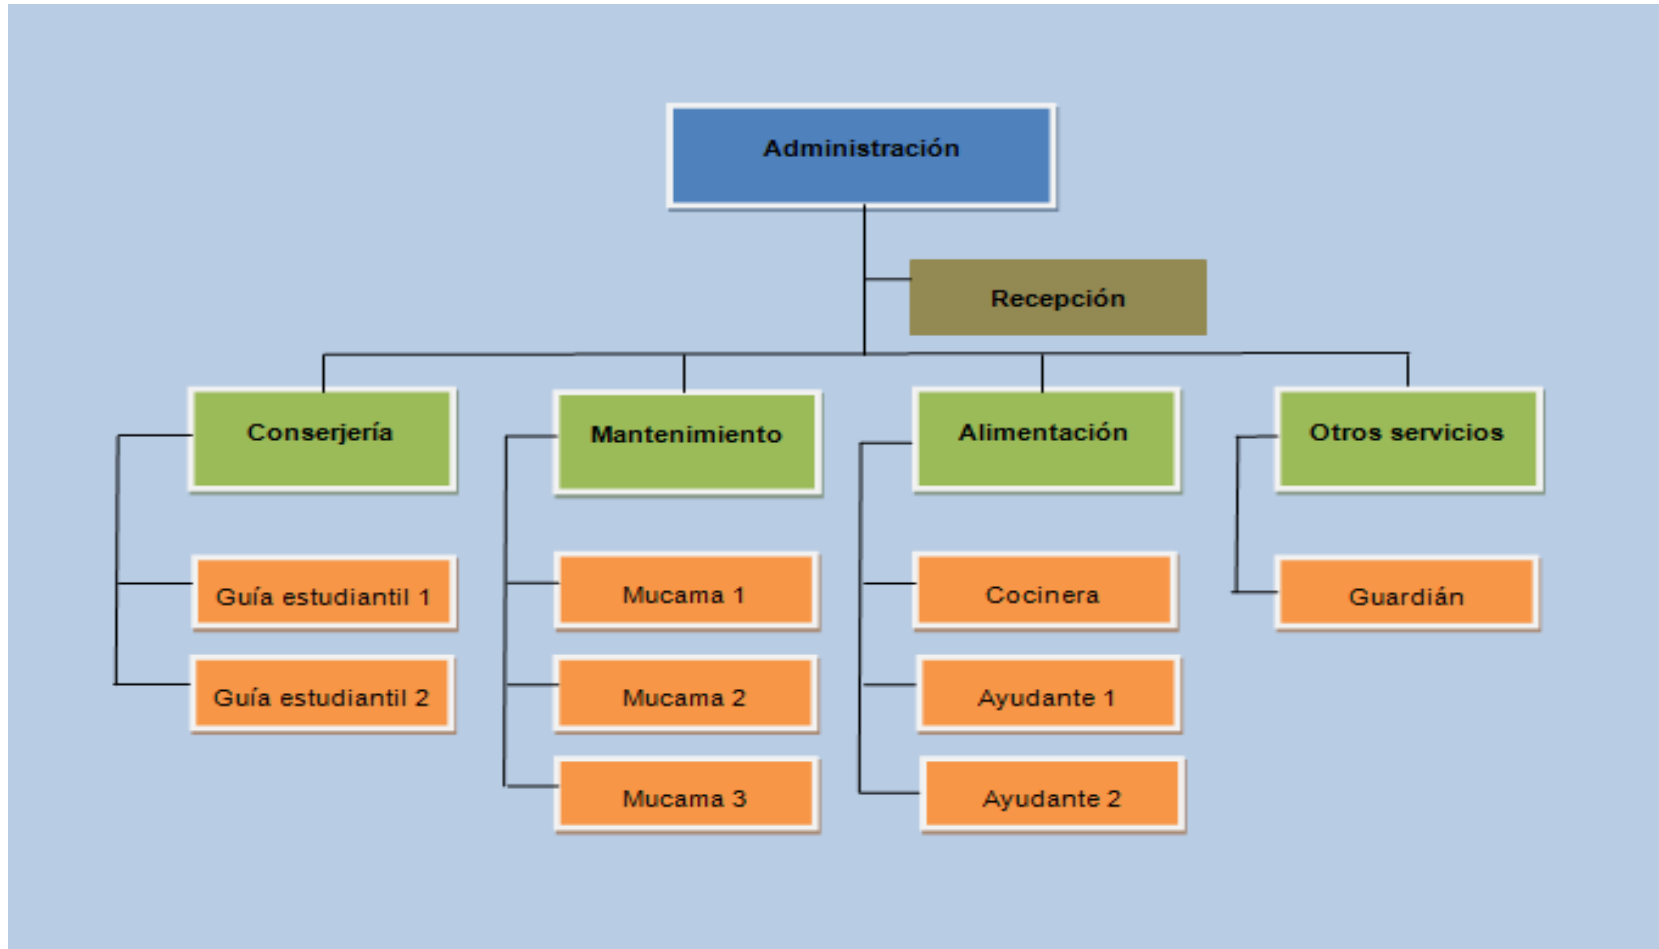 Administración
Recepción
Conserjería
Mantenimiento
Alimentación
Otros servicios
Guía estudiantil 1
Mucama 1
Cocinera
Guardián
Guía estudiantil 2
Mucama 2
Ayudante 1
Mucama 3
Ayudante 2